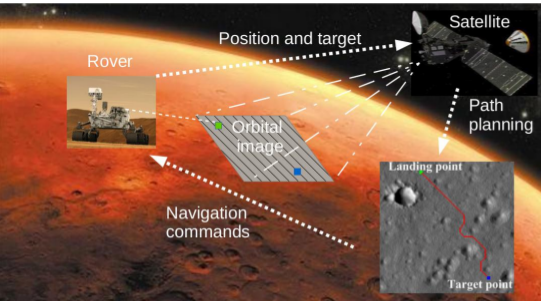 Satellite
Position and target
Rover
Orbital
image
Path
planning
Landing point
Navigation
commands
Target point